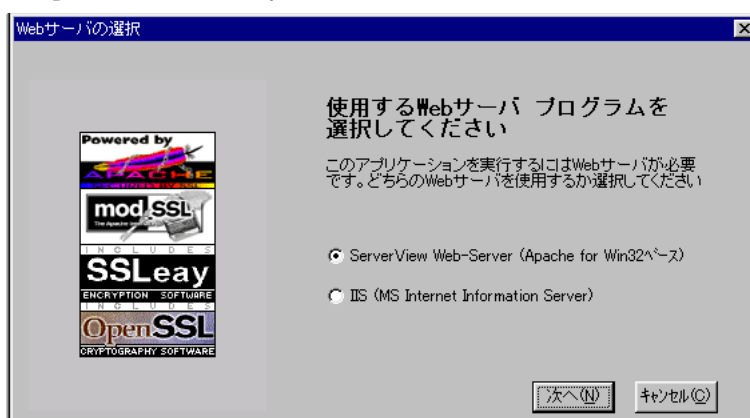 Webサーバの選択
使用するWebサーバ プログラムを
選択してください
このアプリケーションを実行するにはWebサーバが必要
です。どちらのWebサーバを使用するか選択してください
Powered by
APACHE
mod SSL
INCLUDES
SSLeay
ENCRYPTION SOFTWARE
INCLUDES
OpenSSL
CRYPTOGRAPHY SOFTWARE
ServerView Web-Server (Apache for Win32ベース)
IIS (MS Internet Information Server)
次へ(N)
キャンセル(C)